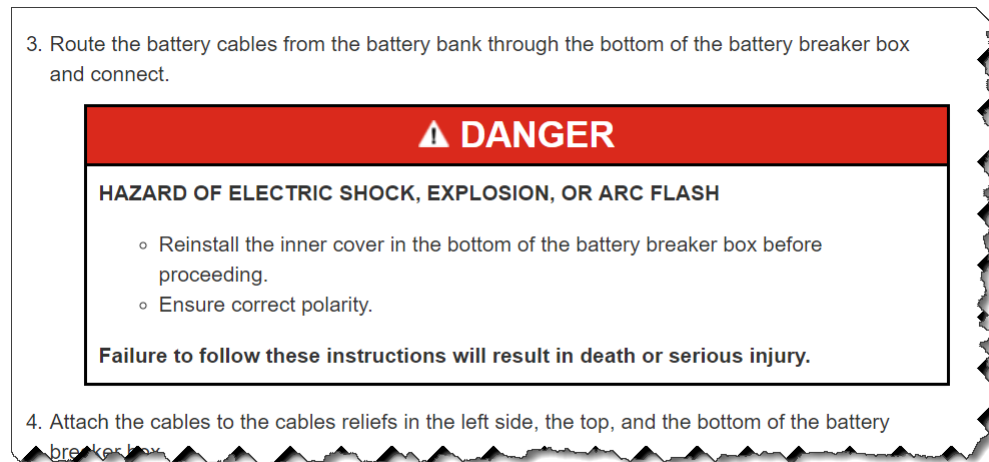 3. Route the battery cables from the battery bank through the bottom of the battery breaker box
and connect.
DANGER
HAZARD OF ELECTRIC SHOCK, EXPLOSION, OR ARC FLASH
Reinstall the inner cover in the bottom of the battery breaker box before
proceeding.
Ensure correct polarity.
Failure to follow these instructions will result in death or serious injury.
4. Attach the cables to the cables reliefs in the left side, the top, and the bottom of the battery